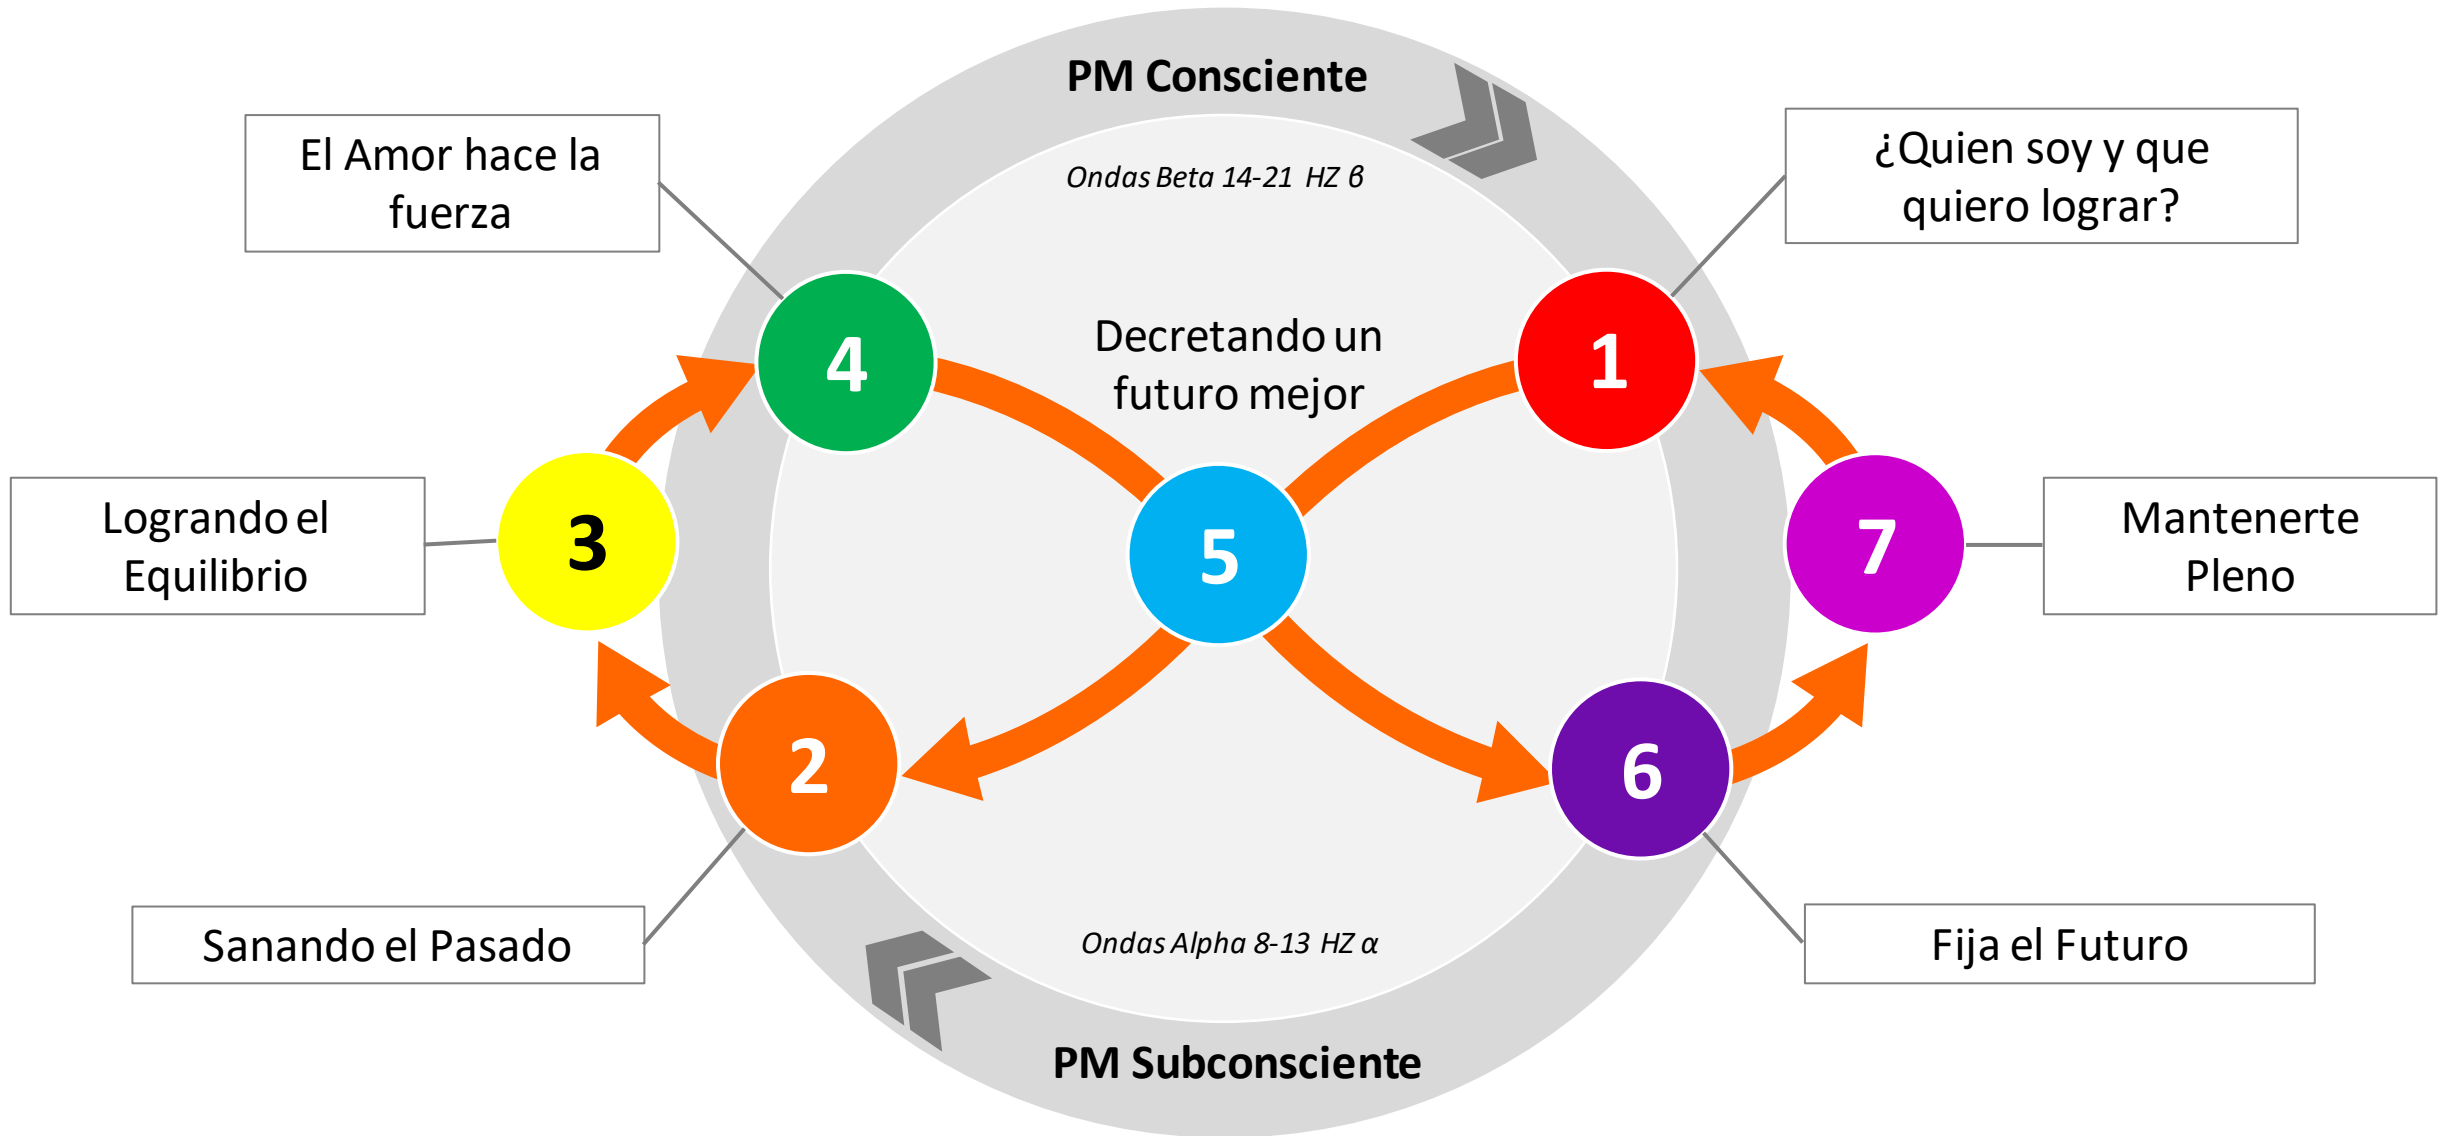 PM Consciente
Ondas Beta 14-21 HZ β
El Amor hace la
fuerza
¿Quien soy y que
quiero lograr?
4
Decretando un
futuro mejor
1
Logrando el
Equilibrio
3
5
7
Mantenerte
Pleno
2
6
Sanando el Pasado
Ondas Alpha 8-13 HZ α
Fija el Futuro
PM Subconsciente